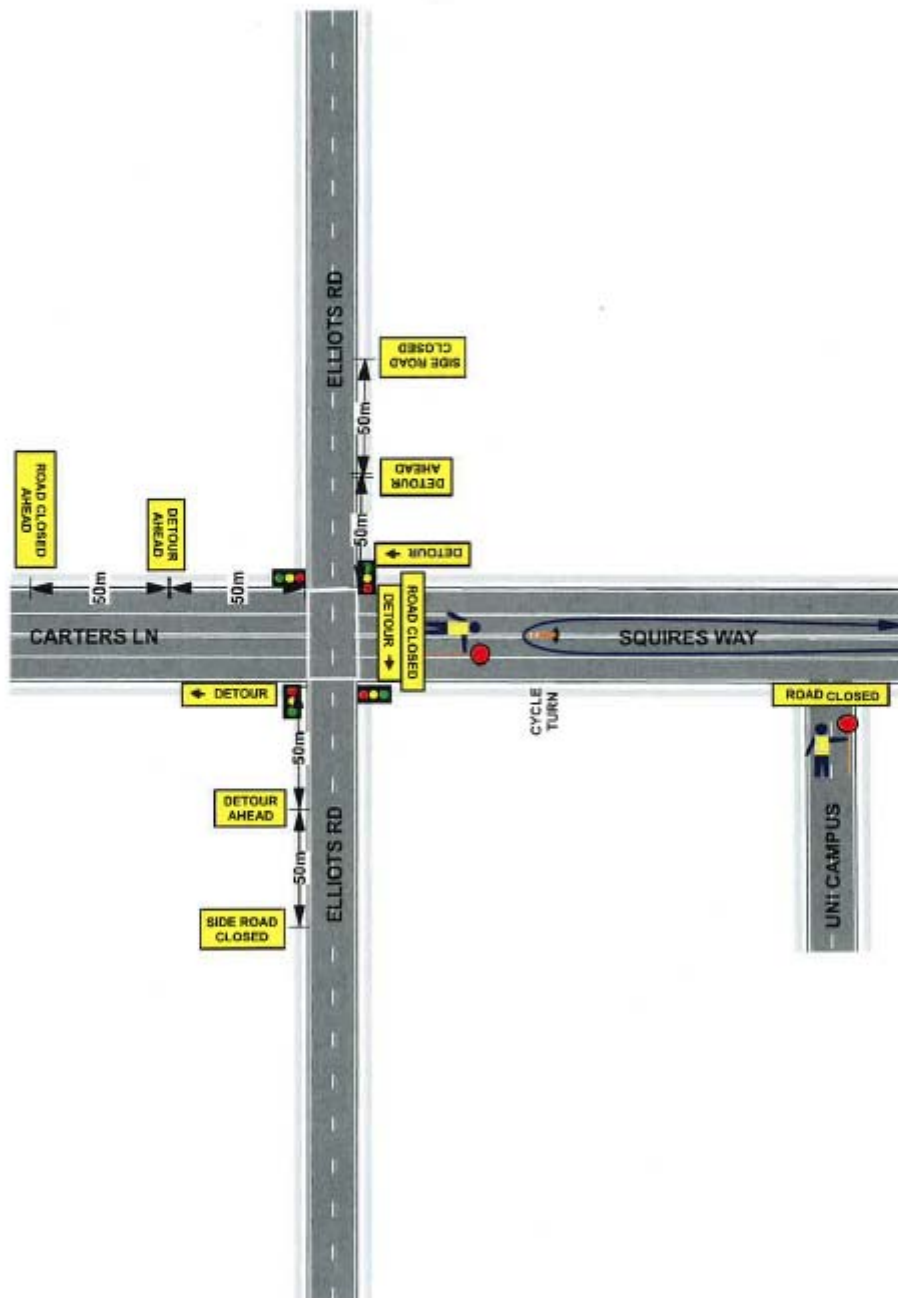 ELLIOTS RD
SIDE ROAD
CLOSED
50m
DETOUR
AHEAD
50m
ROAD CLOSED
AHEAD
DETOUR
AHEAD
50m
50m
DETOUR
CARTERS LN
ROAD CLOSED
DETOUR
SQUIRES WAY
DETOUR
CYCLE
TURN
ROAD CLOSED
50m
DETOUR
AHEAD
50m
ELLIOTS RD
SIDE ROAD
CLOSED
UNI CAMPUS